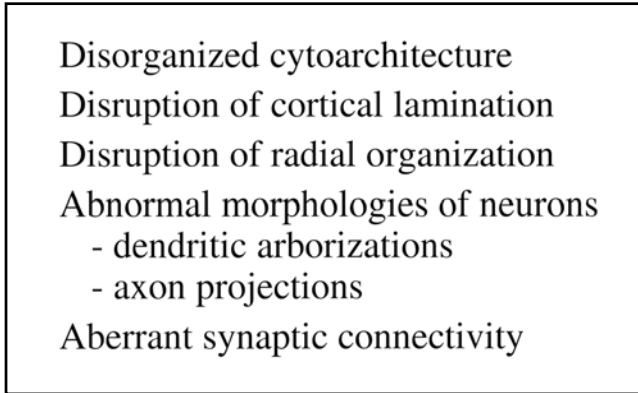 Disorganized cytoarchitecture
Disruption of cortical lamination
Disruption of radial organization
Abnormal morphologies of neurons
- dendritic arborizations
- axon projections
Aberrant synaptic connectivity